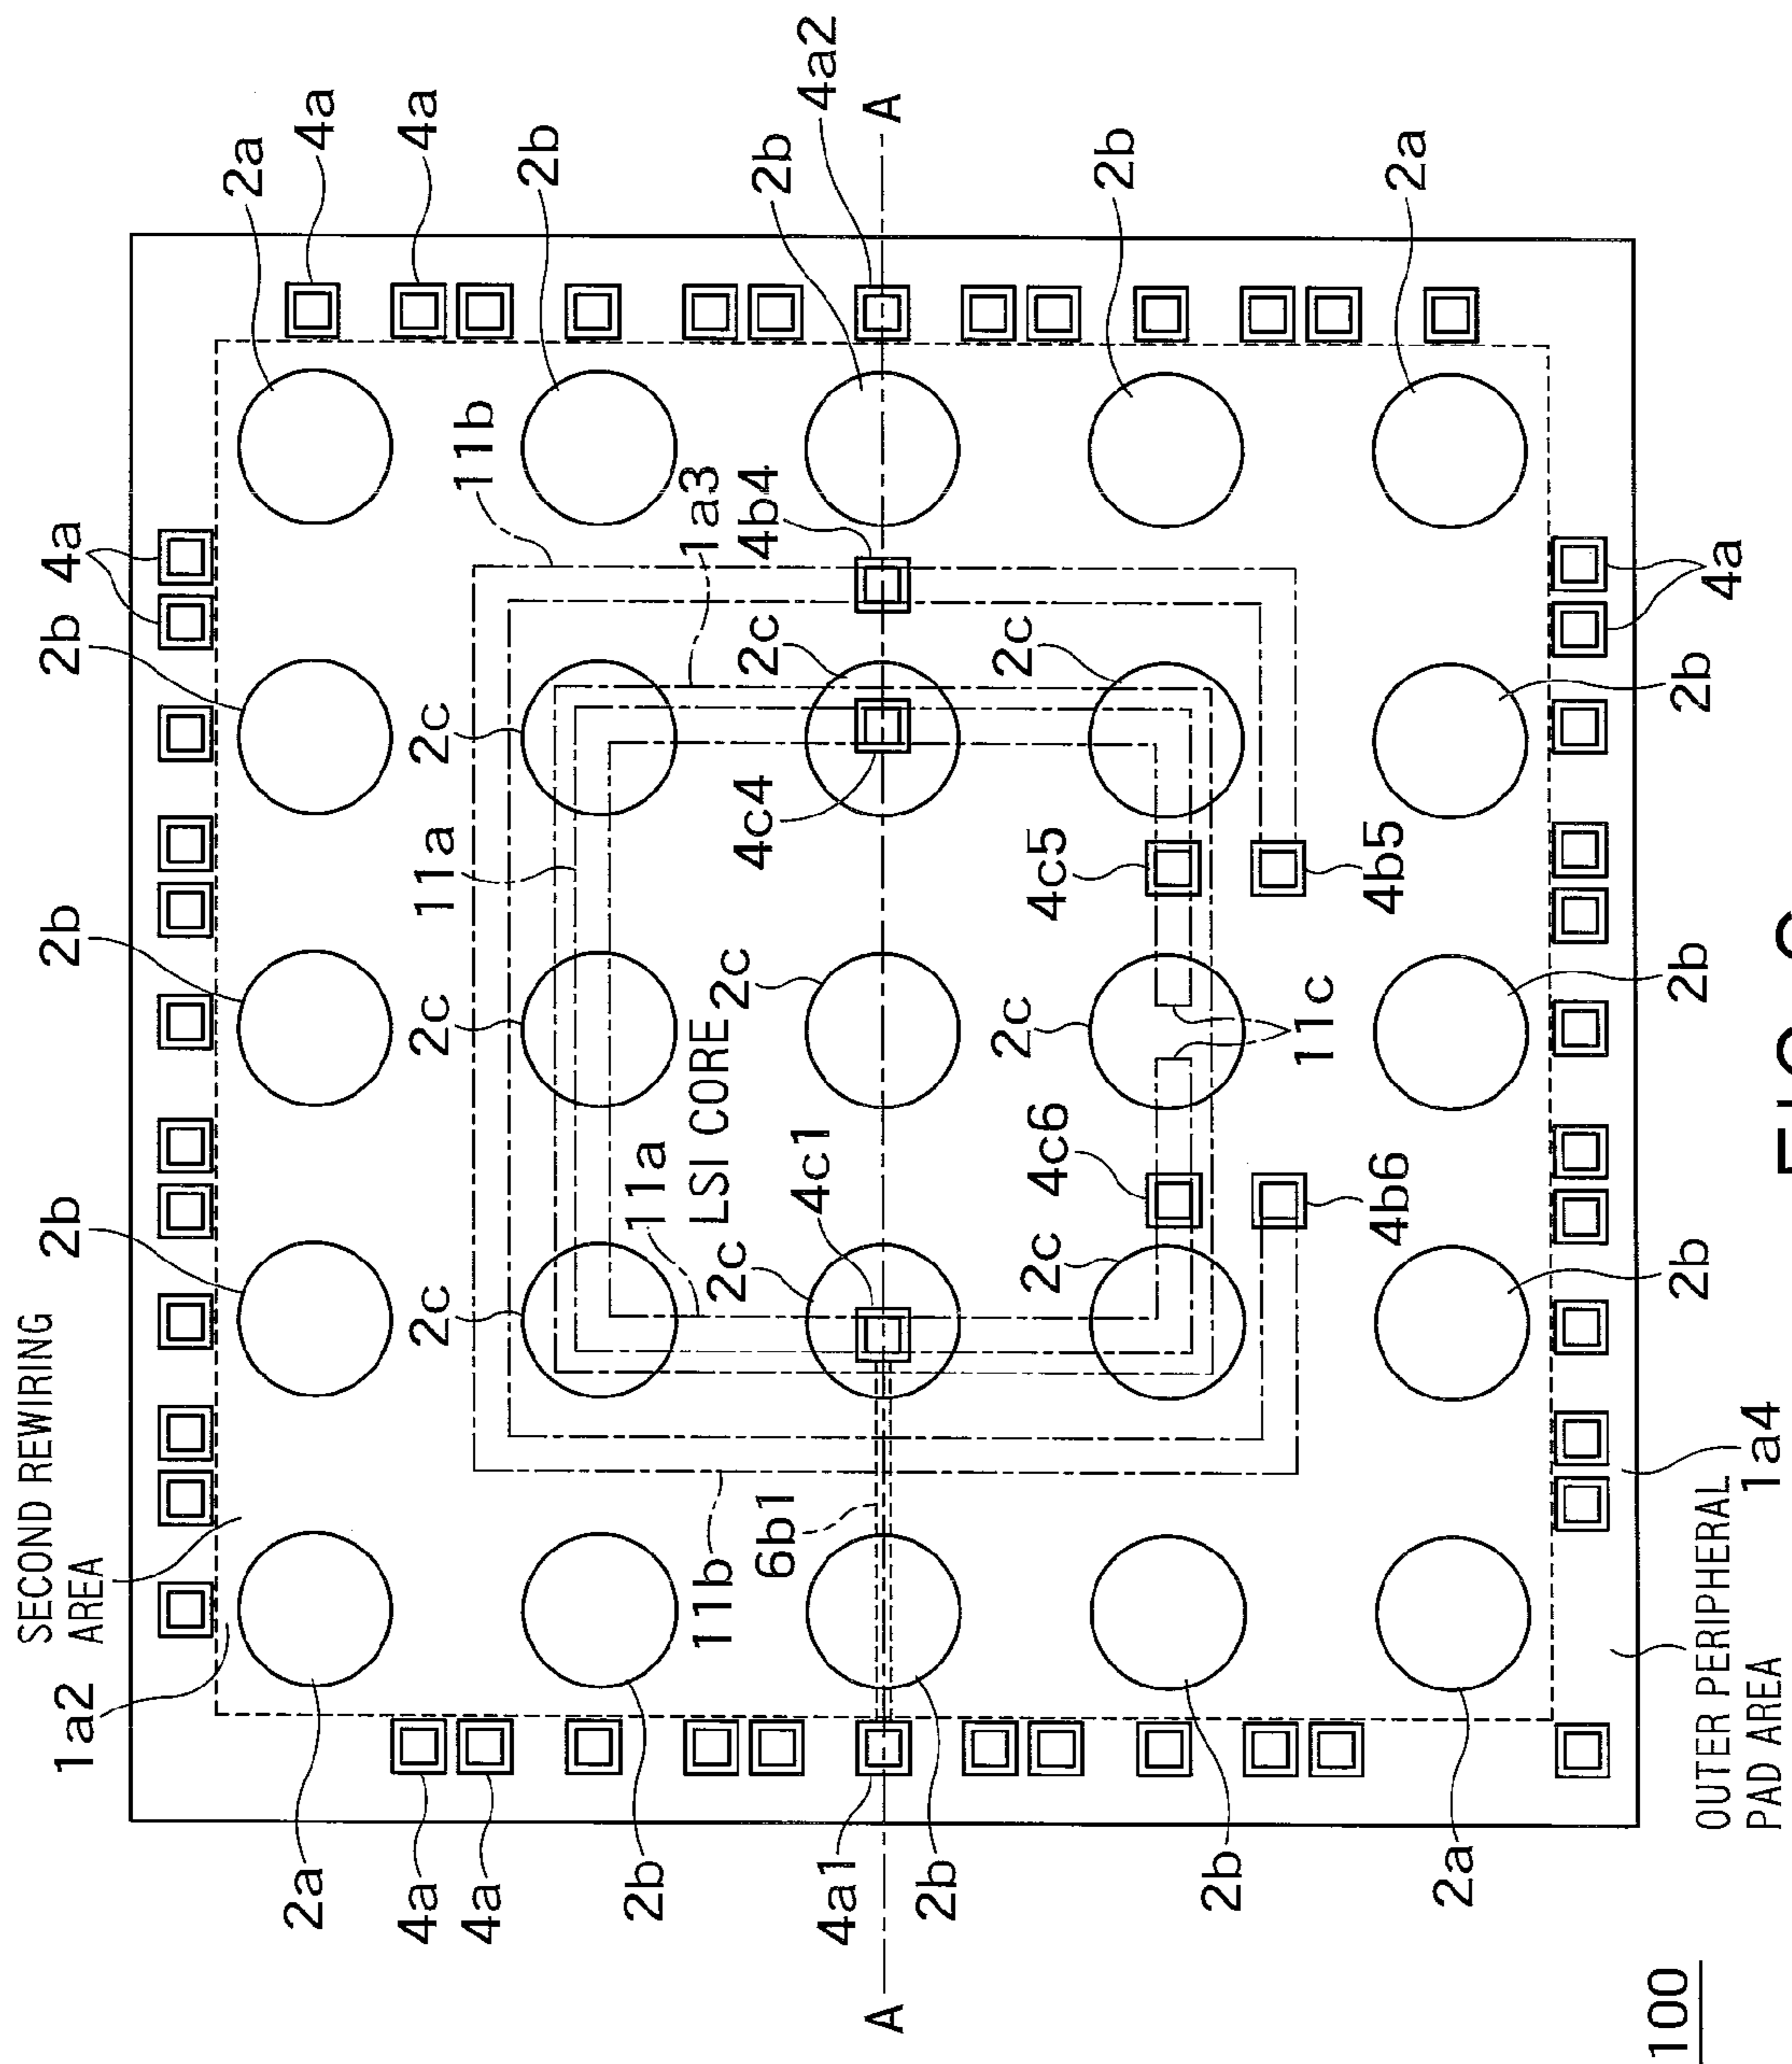 SECOND REWIRING
AREA
1a2
2b
2b
2b
4a
2a
2a
4a
4a
4a
4a
2c
2c
2c
11a
11b
2b
2b
11a
LSI CORE
1a3
11b
2c
2c
2c
4b4
2b
6b1
4c1
4c4
4a1
4a2
A
A
2b
2c
2c
2c
4c6
4c5
2b
2b
11c
4b6
4b5
2a
2a
2b
2b
2b
4a
OUTER PERIPHERAL
PAD AREA
1a4
100